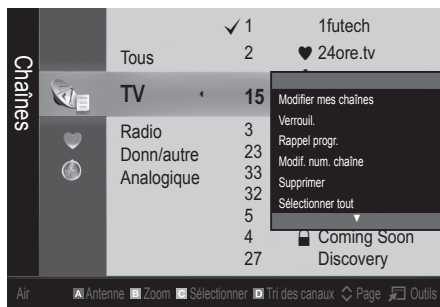 Chaînes
✓ 1 1futech
Tous 2 ♥ 24ore.tv
TV 15
Radio 3
Donn/autre 23
Analogique 33
32
5
4 Coming Soon
27 Discovery
Modifier mes chaînes
Verrouil.
Rappel progr.
Modif. num. chaîne
Supprimer
Sélectionner tout
▼
Air A Antenne B Zoom C Sélectionner D Tri des canaux Page Outils